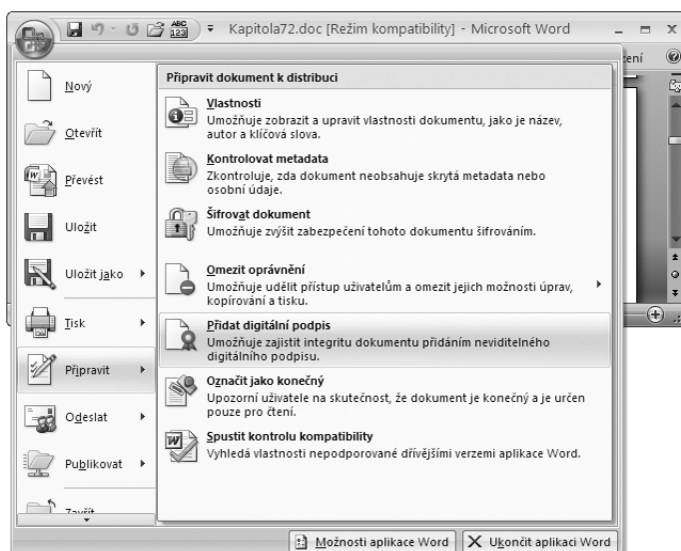 ABC
123
Kapitola72.doc [Režim kompatibility] - Microsoft Word
Nový
Otevřít
Převést
Uložit
Uložit jako
Tisk
Připravit
Odeslat
Publikovat
Zavřít
Připravit dokument k distribuci
Vlastnosti
Umožňuje zobrazit a upravit vlastnosti dokumentu, jako je název,
autor a klíčová slova.
Kontrolovat metadata
Zkontroluje, zda dokument neobsahuje skrytá metadata nebo
osobní údaje.
Šifrovat dokument
Umožňuje zvýšit zabezpečení tohoto dokumentu šifrováním.
Omezit oprávnění
Umožňuje udělit přístup uživatelům a omezit jejich možnosti úprav,
kopírování a tisku.
Přidat digitální podpis
Umožňuje zajistit integritu dokumentu přidáním neviditelného
digitálního podpisu.
Označit jako konečný
Upozorní uživatele na skutečnost, že dokument je konečný a je určen
pouze pro čtení.
Spustit kontrolu kompatibility
Vyhledá vlastnosti nepodporované dřívějšími verzemi aplikace Word.
Možnosti aplikace Word
Ukončit aplikaci Word